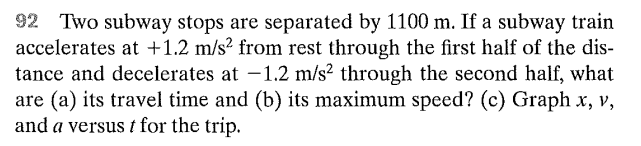 92 Two subway stops are separated by 1100 m. If a subway train
accelerates at +1.2 m/s² from rest through the first half of the dis-
tance and decelerates at −1.2 m/s² through the second half, what
are (a) its travel time and (b) its maximum speed? (c) Graph x, v,
and a versus t for the trip.